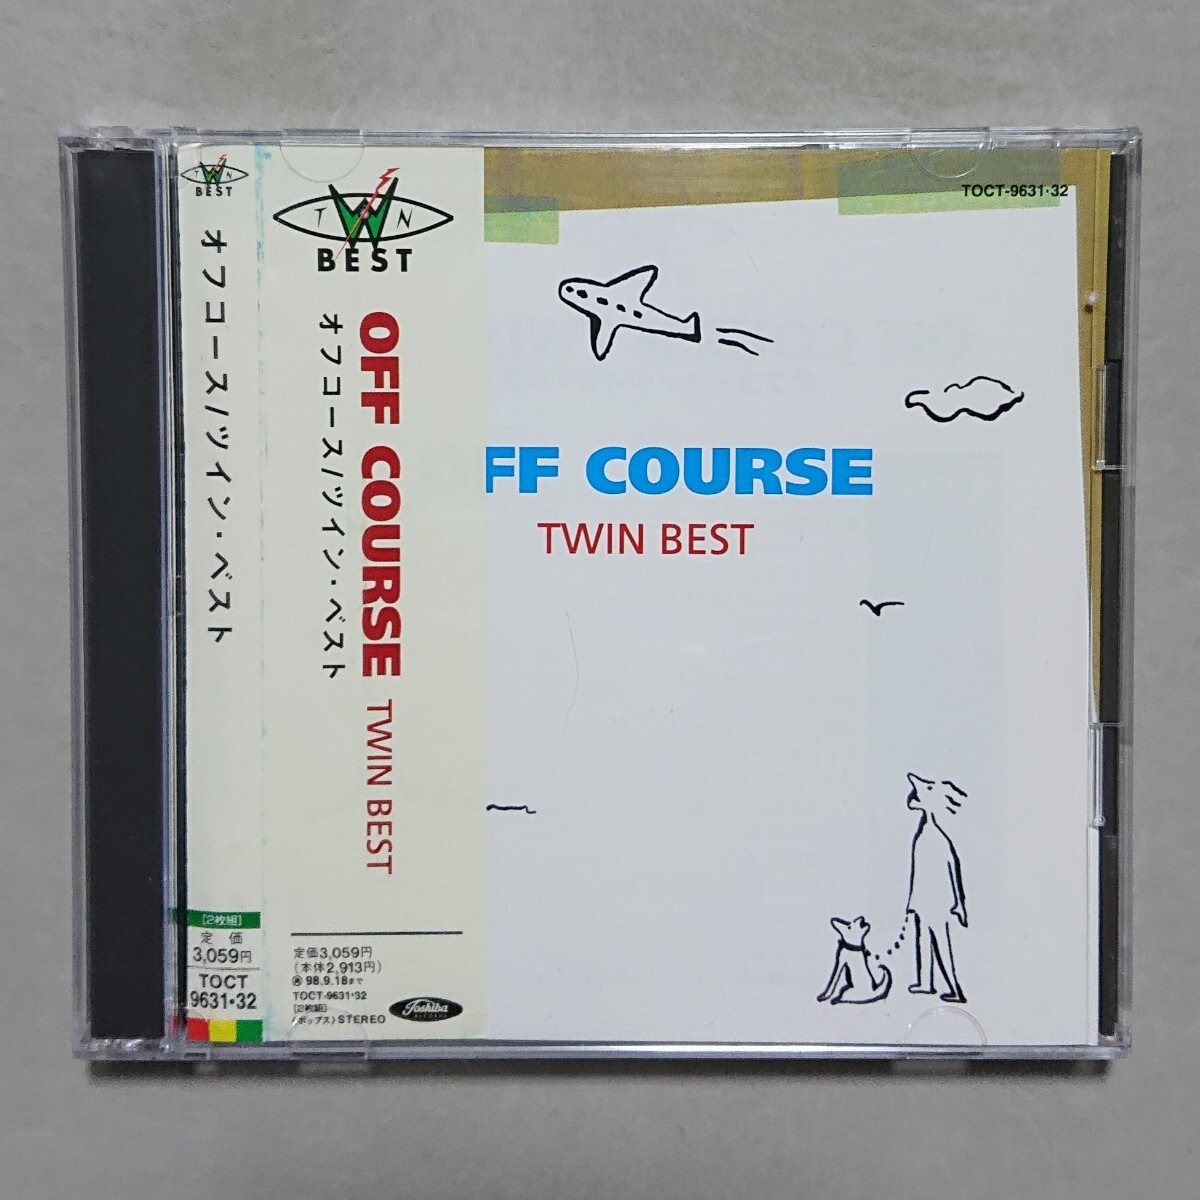 TWIN
BEST
オフコース/ツイン・ベスト
[2枚組]
定価
3,059円
TOCT
9631・32
TWIN
BEST
OFF COURSE TWIN BEST
オフコース/ツイン・ベスト
定価3,059円
(本体2,913円)
98.9.18まで
TOCT-9631・32
[2枚組]
(ポップス) STEREO
Toshiba
RECORDS
TOCT-9631・32
FF COURSE
TWIN BEST